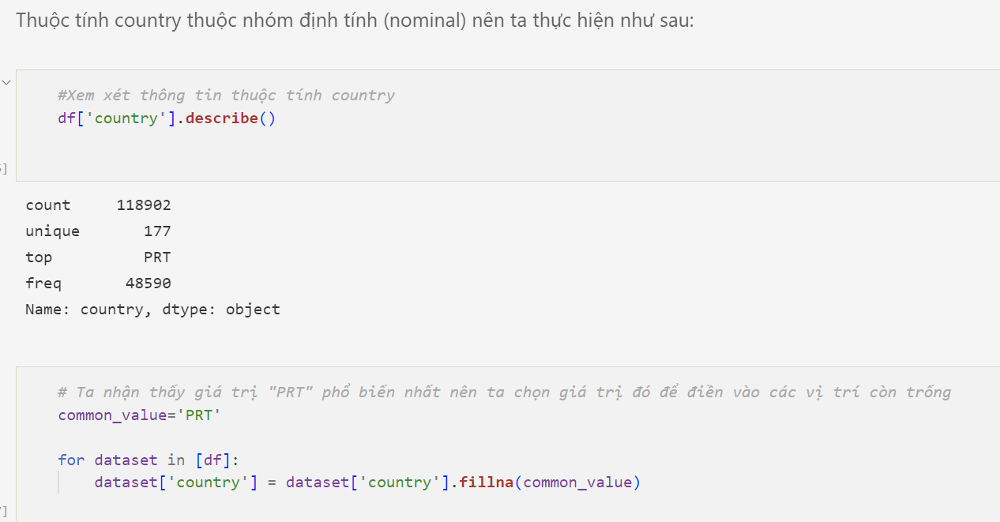 Thuộc tính country thuộc nhóm định tính (nominal) nên ta thực hiện như sau:
#Xem xét thông tin thuộc tính country
df['country'].describe()
]
count 118902
unique 177
top PRT
freq 48590
Name: country, dtype: object
# Ta nhận thấy giá trị "PRT" phổ biến nhất nên ta chọn giá trị đó để điền vào các vị trí còn trống
common_value='PRT'
for dataset in [df]:
dataset['country'] = dataset['country'].fillna(common_value)
]